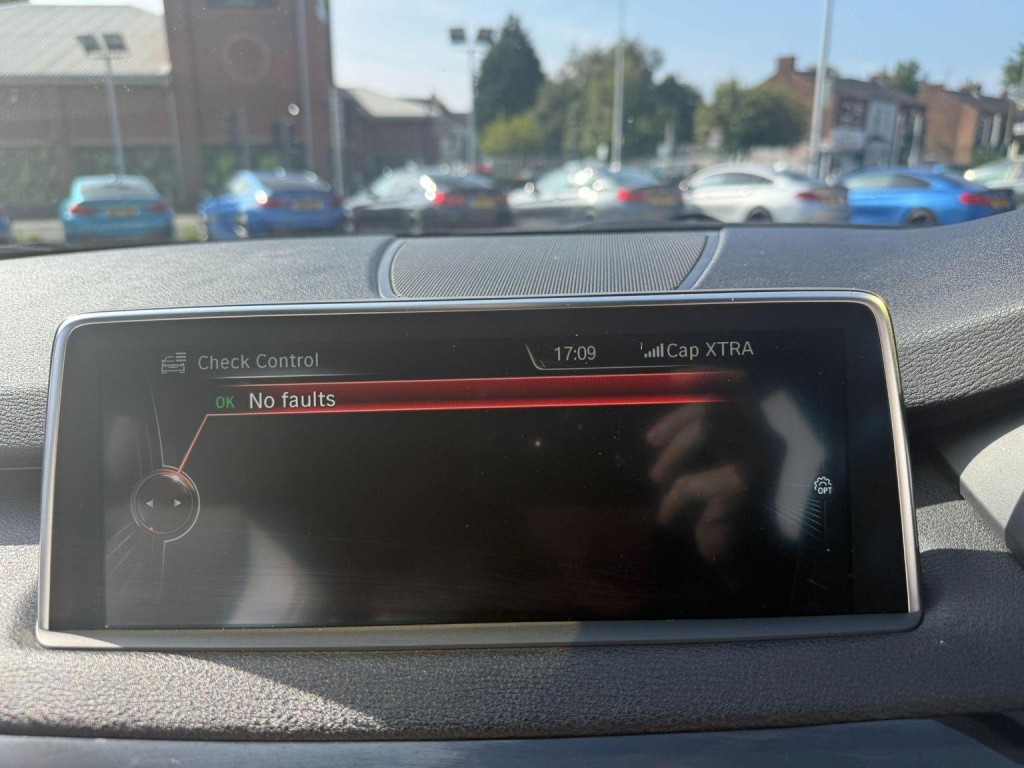 Check Control
17:09
Cap XTRA
OK No faults
OPT